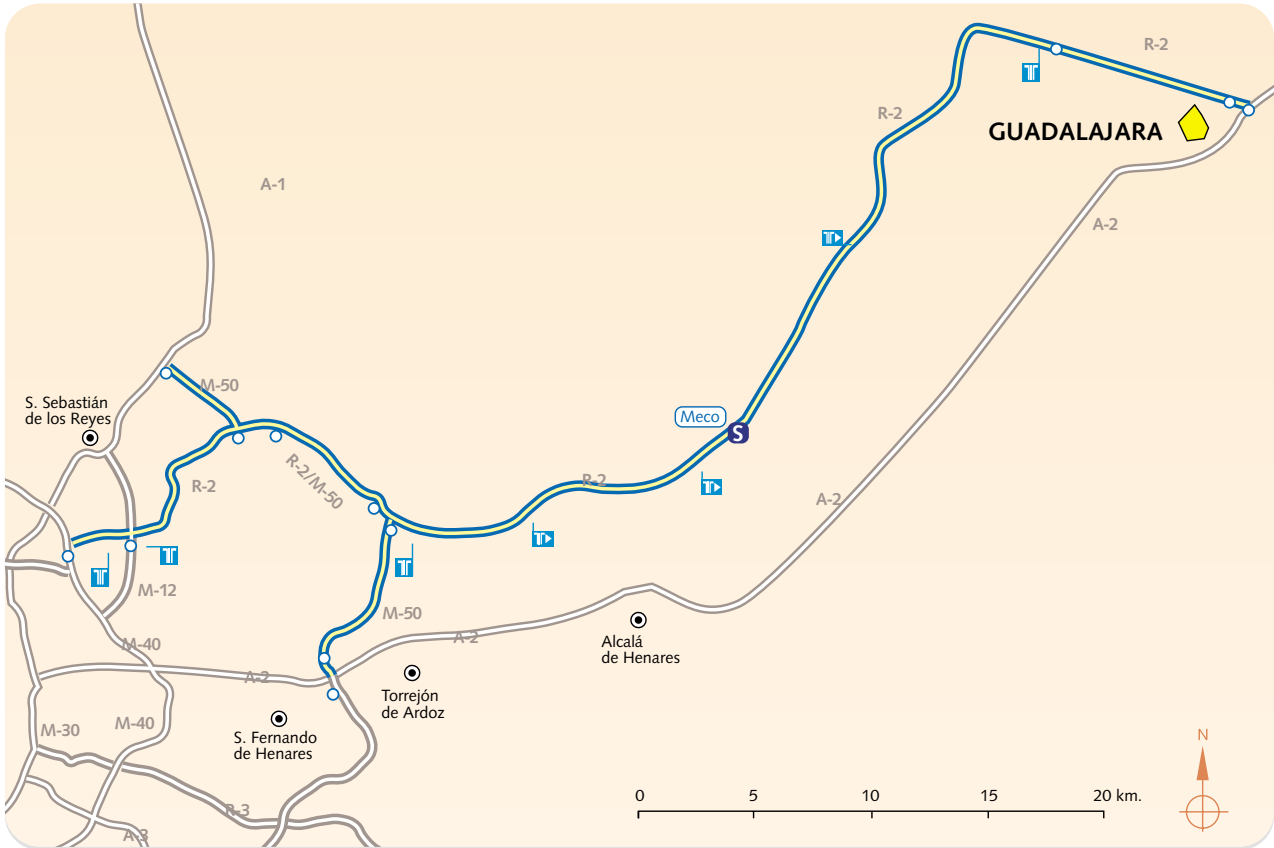 R-2
R-2
GUADALAJARA
A-1
A-2
M-50
S. Sebastián
de los Reyes
Meco
S
R-2/M-50
R-2
R-2
A-2
M-12
M-50
M-40
A-2
Alcalá
de Henares
A-2
Torrejón
de Ardoz
M-30
M-40
S. Fernando
de Henares
N
0 5 10 15 20 km.
R-3
A-3